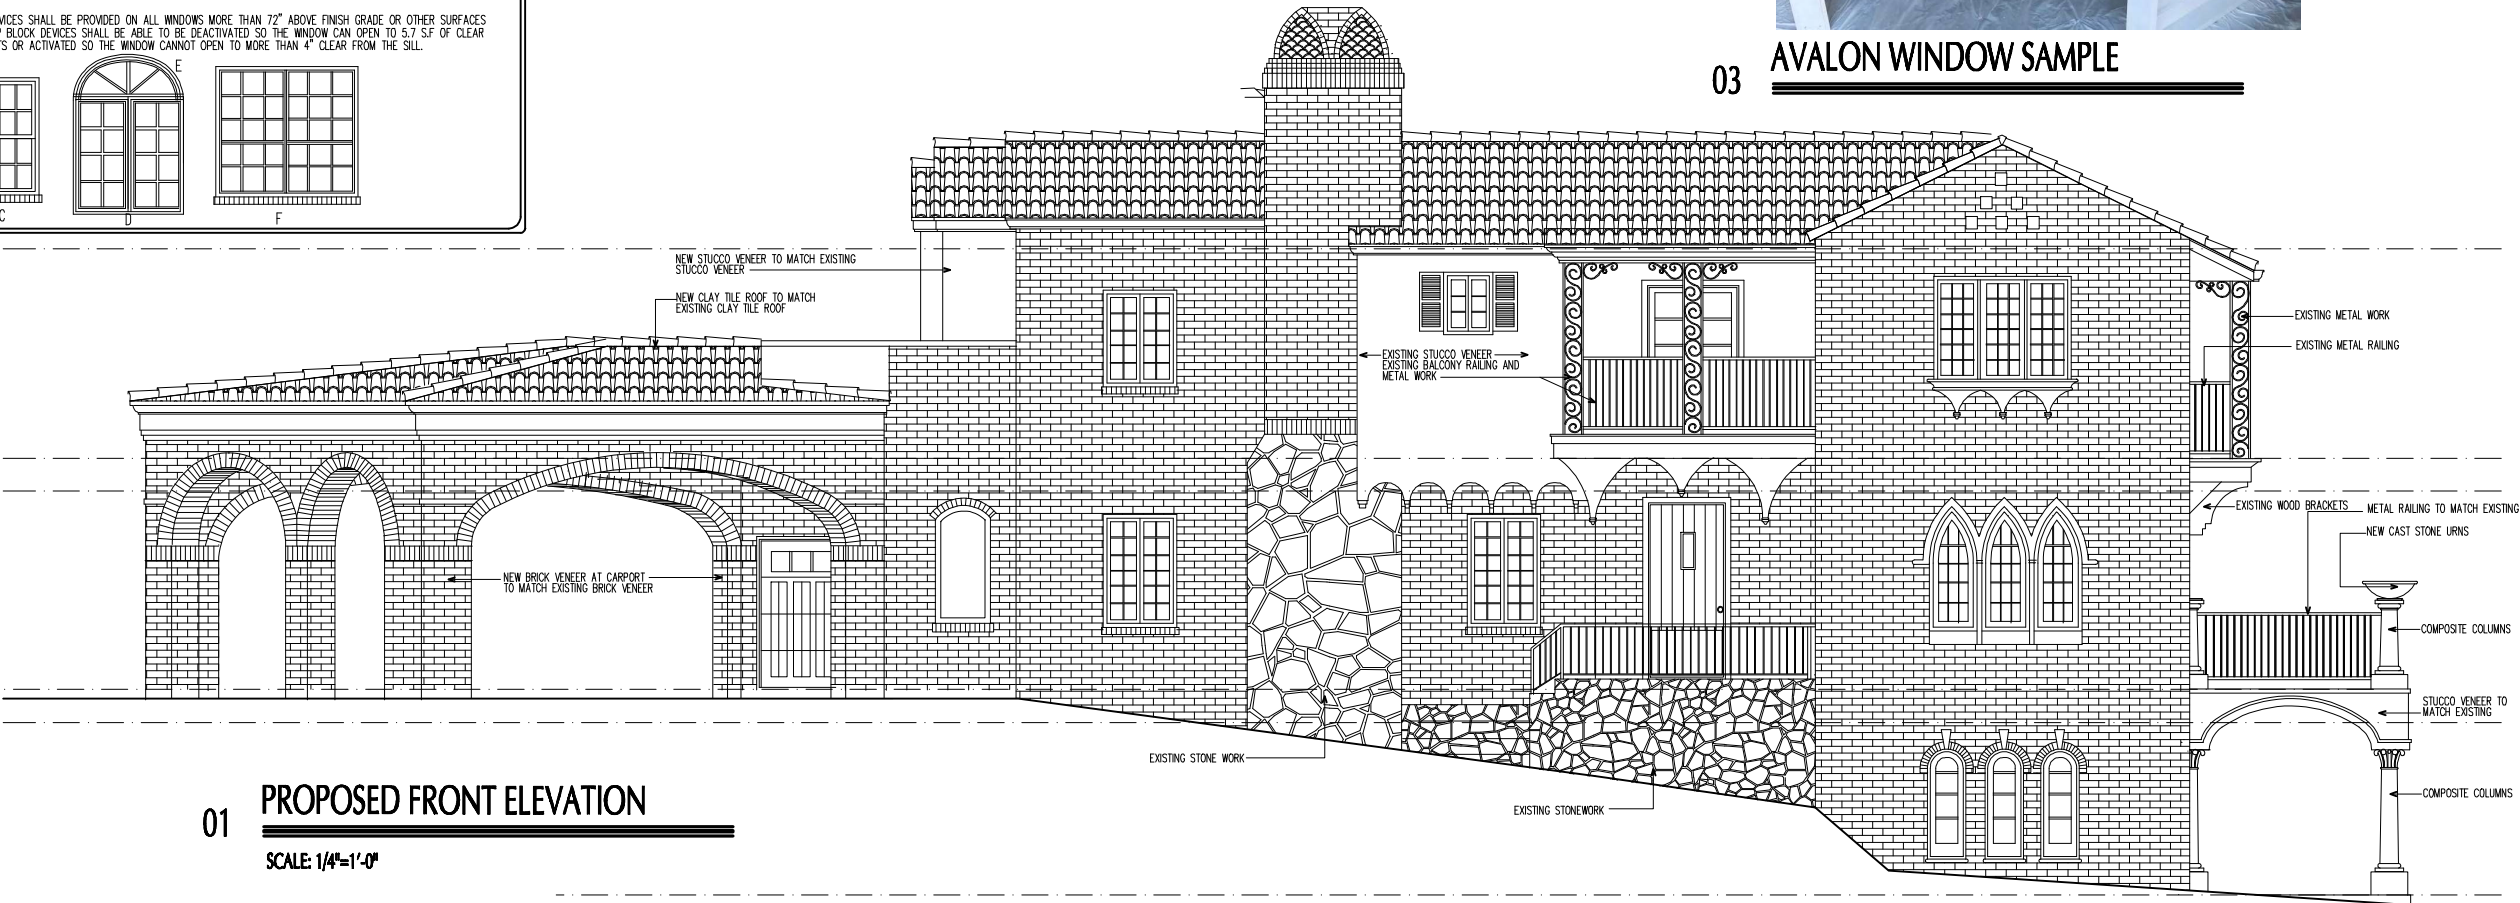 VICES SHALL BE PROVIDED ON ALL WINDOWS MORE THAN 72" ABOVE FINISH GRADE OR OTHER SURFACES
BLOCK DEVICES SHALL BE ABLE TO BE DEACTIVATED SO THE WINDOW CAN OPEN TO 5.7 S.F OF CLEAR
TS OR ACTIVATED SO THE WINDOW CANNOT OPEN TO MORE THAN 4" CLEAR FROM THE SILL.
E
C
D
F
03
AVALON WINDOW SAMPLE
NEW STUCCO VENEER TO MATCH EXISTING
STUCCO VENEER
NEW CLAY TILE ROOF TO MATCH
EXISTING CLAY TILE ROOF
EXISTING STUCCO VENEER
EXISTING BALCONY RAILING AND
METAL WORK
EXISTING METAL WORK
EXISTING METAL RAILING
EXISTING WOOD BRACKETS
METAL RAILING TO MATCH EXISTING
NEW CAST STONE URNS
NEW BRICK VENEER AT CARPORT
TO MATCH EXISTING BRICK VENEER
COMPOSITE COLUMNS
STUCCO VENEER TO
MATCH EXISTING
EXISTING STONE WORK
EXISTING STONEWORK
COMPOSITE COLUMNS
01
PROPOSED FRONT ELEVATION
SCALE: 1/4"=1'-0"